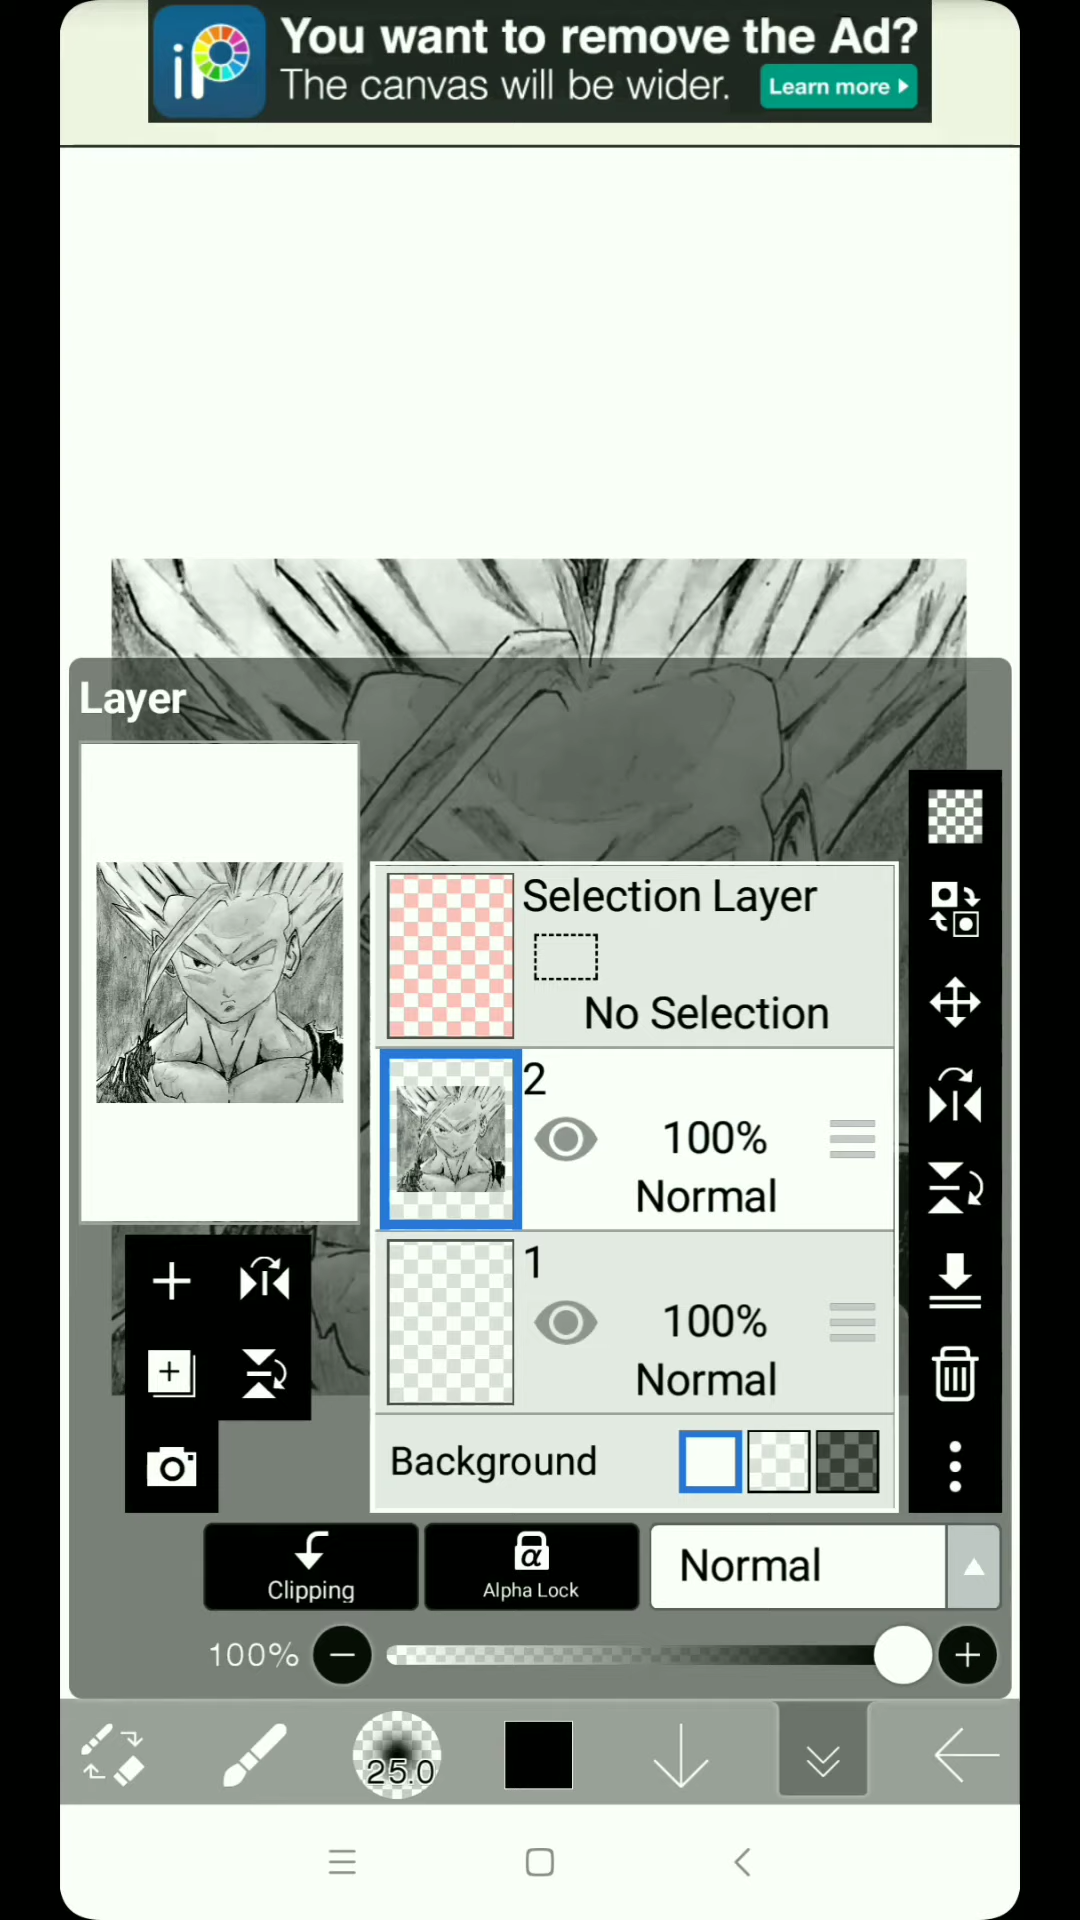 iP
You want to remove the Ad?
The canvas will be wider.
Learn more
Layer
Selection Layer
No Selection
2
100%
Normal
1
100%
Normal
Background
Clipping
α
Alpha Lock
Normal
100%
25.0